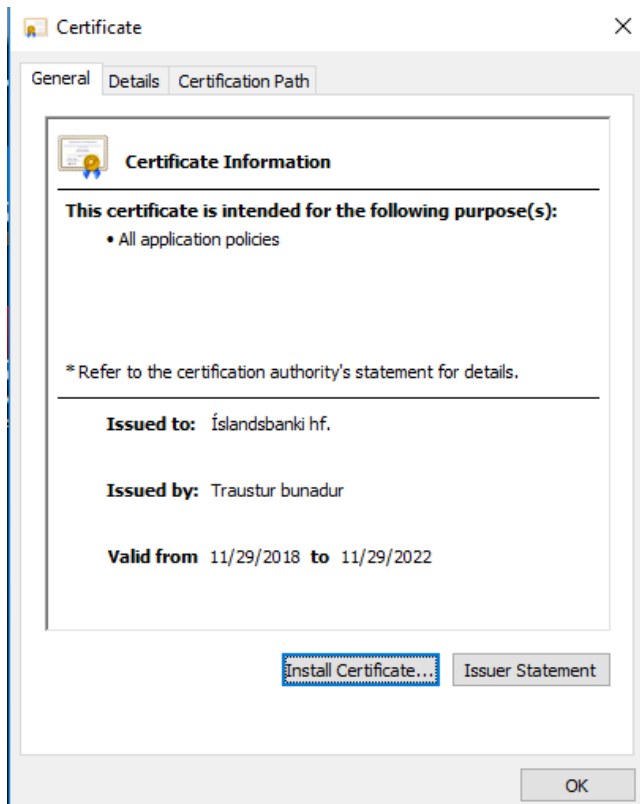 Certificate
General Details Certification Path
Certificate Information
This certificate is intended for the following purpose(s):
• All application policies
* Refer to the certification authority's statement for details.
Issued to: Íslandsbanki hf.
Issued by: Traustur bunadur
Valid from 11/29/2018 to 11/29/2022
Install Certificate... Issuer Statement
OK